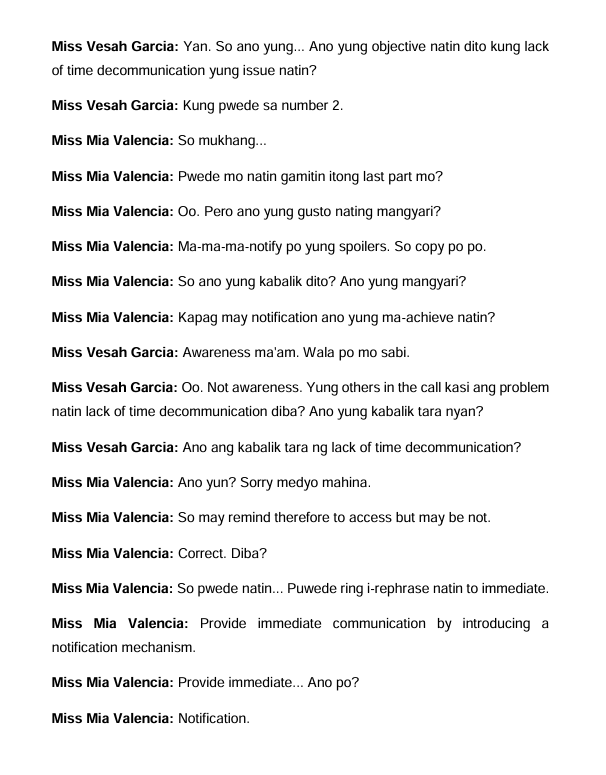 Miss Vesah Garcia: Yan. So ano yung... Ano yung objective natin dito kung lack
of time decommunication yung issue natin?
Miss Vesah Garcia: Kung pwede sa number 2.
Miss Mia Valencia: So mukhang...
Miss Mia Valencia: Pwede mo natin gamitin itong last part mo?
Miss Mia Valencia: Oo. Pero ano yung gusto nating mangyari?
Miss Mia Valencia: Ma-ma-ma-notify po yung spoilers. So copy po po.
Miss Mia Valencia: So ano yung kabalik dito? Ano yung mangyari?
Miss Mia Valencia: Kapag may notification ano yung ma-achieve natin?
Miss Vesah Garcia: Awareness ma'am. Wala po mo sabi.
Miss Vesah Garcia: Oo. Not awareness. Yung others in the call kasi ang problem
natin lack of time decommunication diba? Ano yung kabalik tara nyan?
Miss Vesah Garcia: Ano ang kabalik tara ng lack of time decommunication?
Miss Mia Valencia: Ano yun? Sorry medyo mahina.
Miss Mia Valencia: So may remind therefore to access but may be not.
Miss Mia Valencia: Correct. Diba?
Miss Mia Valencia: So pwede natin... Puwede ring i-rephrase natin to immediate.
Miss Mia Valencia: Provide immediate communication by introducing a
notification mechanism.
Miss Mia Valencia: Provide immediate... Ano po?
Miss Mia Valencia: Notification.